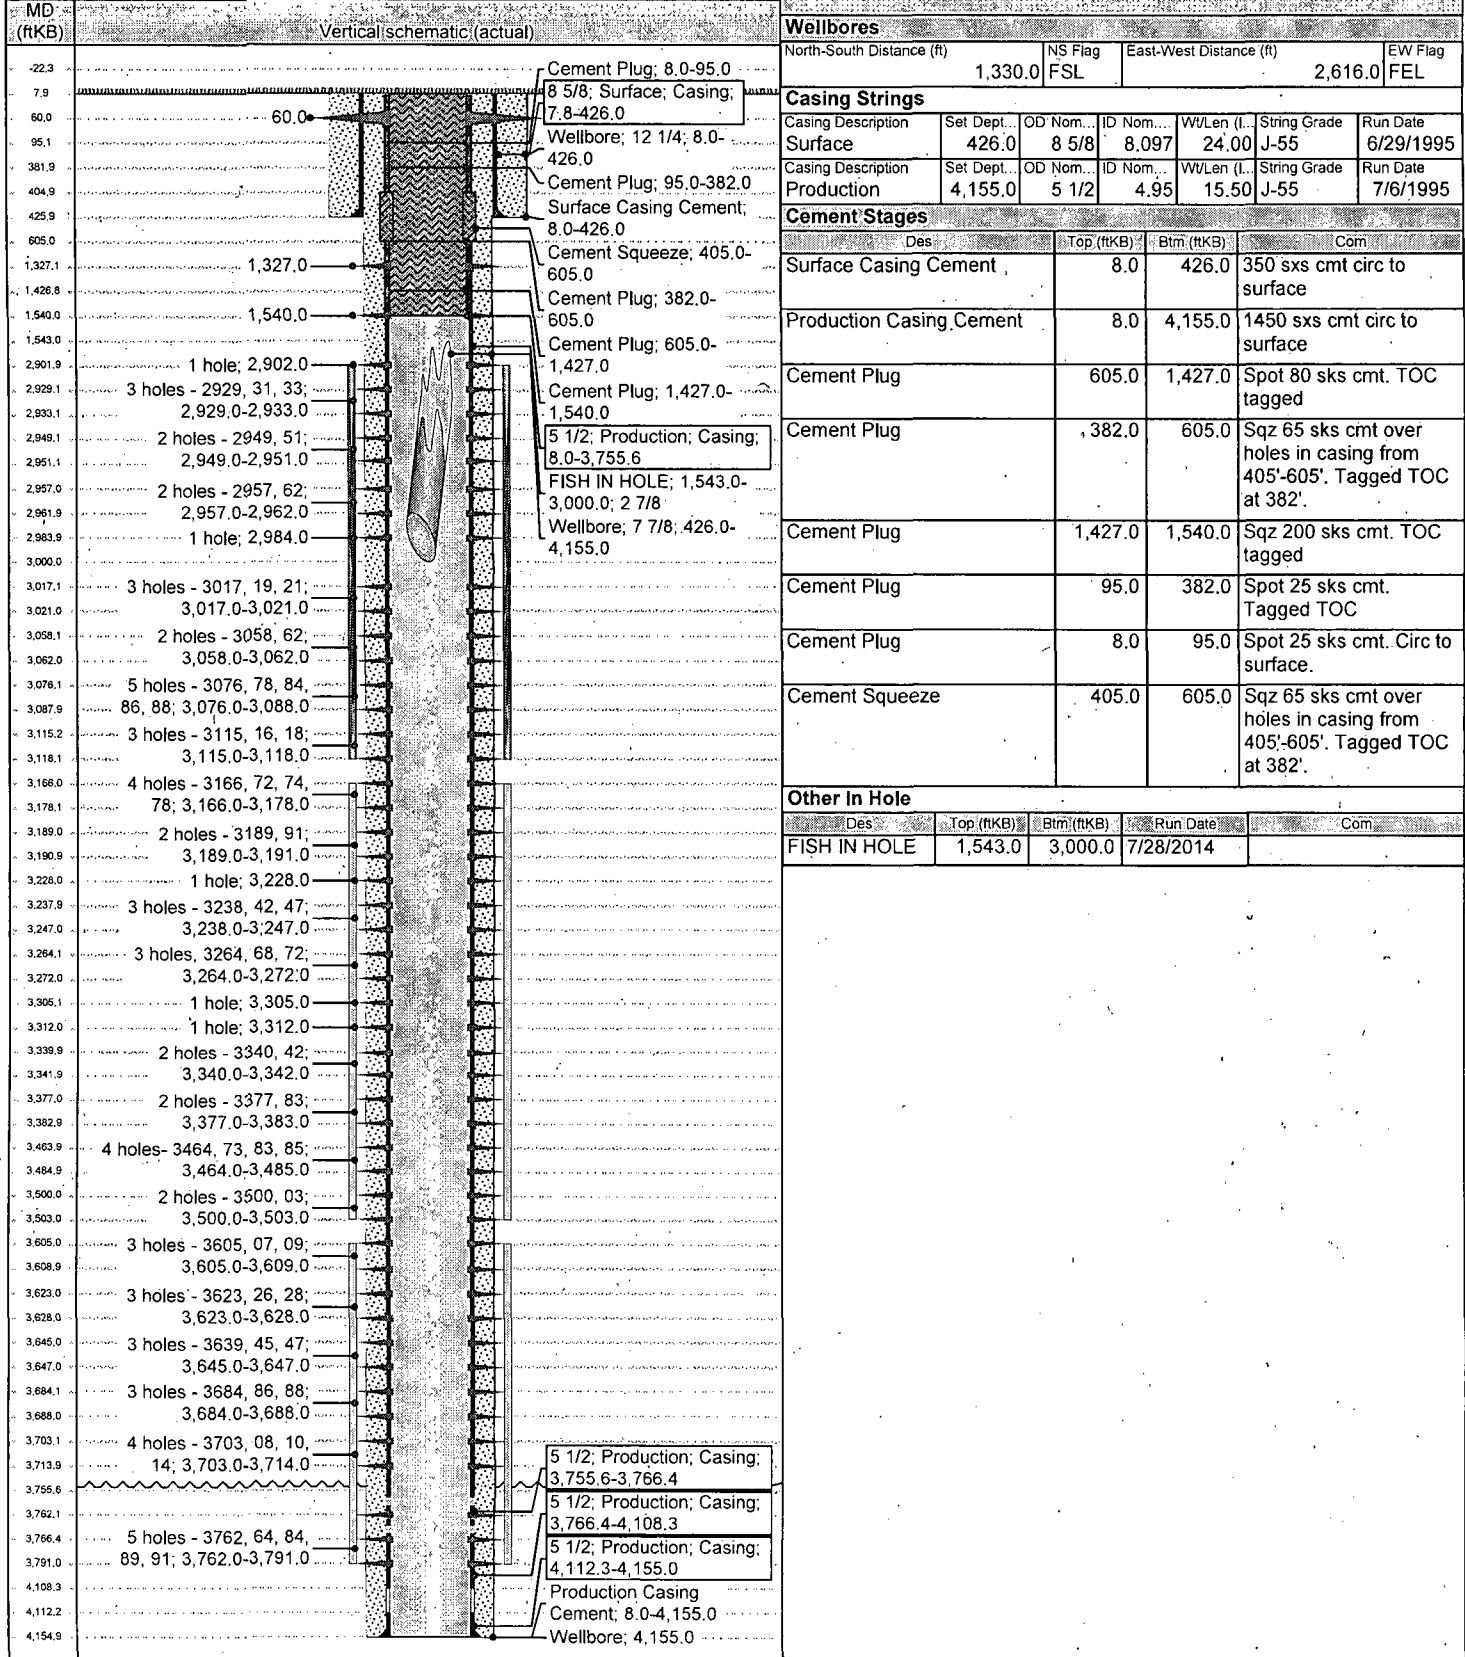 MD
(ftKB)
Vertical schematic (actual)
-22.3
7.9
60.0
95.1
381.9
404.9
425.9
605.0
1,327.1
1,426.8
1,540.0
1,543.0
2,901.9
2,929.1
2,933.1
2,949.1
2,951.1
2,957.0
2,961.9
2,983.9
3,000.0
3,017.1
3,021.0
3,058.1
3,062.0
3,076.1
3,087.9
3,115.2
3,118.1
3,166.0
3,178.1
3,189.0
3,190.9
3,228.0
3,237.9
3,247.0
3,264.1
3,272.0
3,305.1
3,312.0
3,339.9
3,341.9
3,377.0
3,382.9
3,463.9
3,484.9
3,500.0
3,503.0
3,605.0
3,608.9
3,623.0
3,628.0
3,645.0
3,647.0
3,684.1
3,688.0
3,703.1
3,713.9
3,755.6
3,762.1
3,766.4
3,791.0
4,108.3
4,112.2
4,154.9
60.0
1,327.0
1,540.0
1 hole; 2,902.0
3 holes - 2929, 31, 33;
2,929.0-2,933.0
2 holes - 2949, 51;
2,949.0-2,951.0
2 holes - 2957, 62;
2,957.0-2,962.0
1 hole; 2,984.0
3 holes - 3017, 19, 21;
3,017.0-3,021.0
2 holes - 3058, 62;
3,058.0-3,062.0
5 holes - 3076, 78, 84,
86, 88; 3,076.0-3,088.0
3 holes - 3115, 16, 18;
3,115.0-3,118.0
4 holes - 3166, 72, 74,
78; 3,166.0-3,178.0
2 holes - 3189, 91;
3,189.0-3,191.0
1 hole; 3,228.0
3 holes - 3238, 42, 47;
3,238.0-3,247.0
3 holes, 3264, 68, 72;
3,264.0-3,272.0
1 hole; 3,305.0
1 hole; 3,312.0
2 holes - 3340, 42;
3,340.0-3,342.0
2 holes - 3377, 83;
3,377.0-3,383.0
4 holes- 3464, 73, 83, 85;
3,464.0-3,485.0
2 holes - 3500, 03;
3,500.0-3,503.0
3 holes - 3605, 07, 09;
3,605.0-3,609.0
3 holes - 3623, 26, 28;
3,623.0-3,628.0
3 holes - 3639, 45, 47;
3,645.0-3,647.0
3 holes - 3684, 86, 88;
3,684.0-3,688.0
4 holes - 3703, 08, 10,
14; 3,703.0-3,714.0
5 holes - 3762, 64, 84,
89, 91; 3,762.0-3,791.0
Cement Plug; 8.0-95.0
8 5/8; Surface; Casing;
7.8-426.0
Wellbore; 12 1/4; 8.0-
426.0
Cement Plug; 95.0-382.0
Surface Casing Cement;
8.0-426.0
Cement Squeeze; 405.0-
605.0
Cement Plug; 382.0-
605.0
Cement Plug; 605.0-
1,427.0
Cement Plug; 1,427.0-
1,540.0
5 1/2; Production; Casing;
8.0-3,755.6
FISH IN HOLE; 1,543.0-
3,000.0; 2 7/8
Wellbore; 7 7/8; 426.0-
4,155.0
5 1/2; Production; Casing;
3,755.6-3,766.4
5 1/2; Production; Casing;
3,766.4-4,108.3
5 1/2; Production; Casing;
4,112.3-4,155.0
Production Casing
Cement; 8.0-4,155.0
Wellbore; 4,155.0
Wellbores
North-South Distance (ft) NS Flag East-West Distance (ft) EW Flag
1,330.0 FSL 2,616.0 FEL
Casing Strings
Casing Description Set Dept... OD Nom... ID Nom.... Wt/Len (l... String Grade Run Date
Surface 426.0 8 5/8 8.097 24.00 J-55 6/29/1995
Casing Description Set Dept... OD Nom... ID Nom... Wt/Len (l... String Grade Run Date
Production 4,155.0 5 1/2 4.95 15.50 J-55 7/6/1995
Cement Stages
Des Top (ftKB) Btm (ftKB) Com
Surface Casing Cement 8.0 426.0 350 sxs cmt circ to
surface
Production Casing Cement 8.0 4,155.0 1450 sxs cmt circ to
surface
Cement Plug 605.0 1,427.0 Spot 80 sks cmt. TOC
tagged
Cement Plug 382.0 605.0 Sqz 65 sks cmt over
holes in casing from
405'-605'. Tagged TOC
at 382'.
Cement Plug 1,427.0 1,540.0 Sqz 200 sks cmt. TOC
tagged
Cement Plug 95.0 382.0 Spot 25 sks cmt.
Tagged TOC
Cement Plug 8.0 95.0 Spot 25 sks cmt. Circ to
surface.
Cement Squeeze 405.0 605.0 Sqz 65 sks cmt over
holes in casing from
405'-605'. Tagged TOC
at 382'.
Other In Hole
Des Top (ftKB) Btm (ftKB) Run Date Com
FISH IN HOLE 1,543.0 3,000.0 7/28/2014